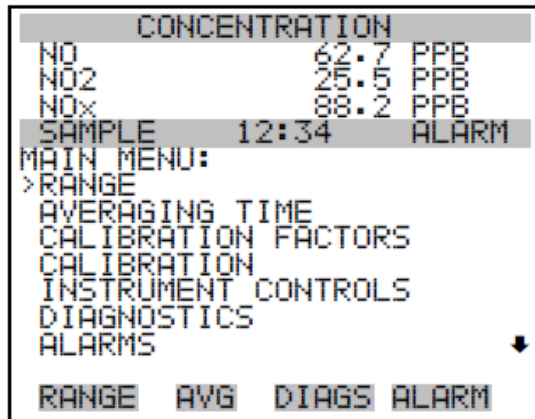 CONCENTRATION
NO 62.7 PPB
NO2 25.5 PPB
NOx 88.2 PPB
SAMPLE 12:34 ALARM
MAIN MENU:
>RANGE
AVERAGING TIME
CALIBRATION FACTORS
CALIBRATION
INSTRUMENT CONTROLS
DIAGNOSTICS
ALARMS
RANGE AVG DIAGS ALARM